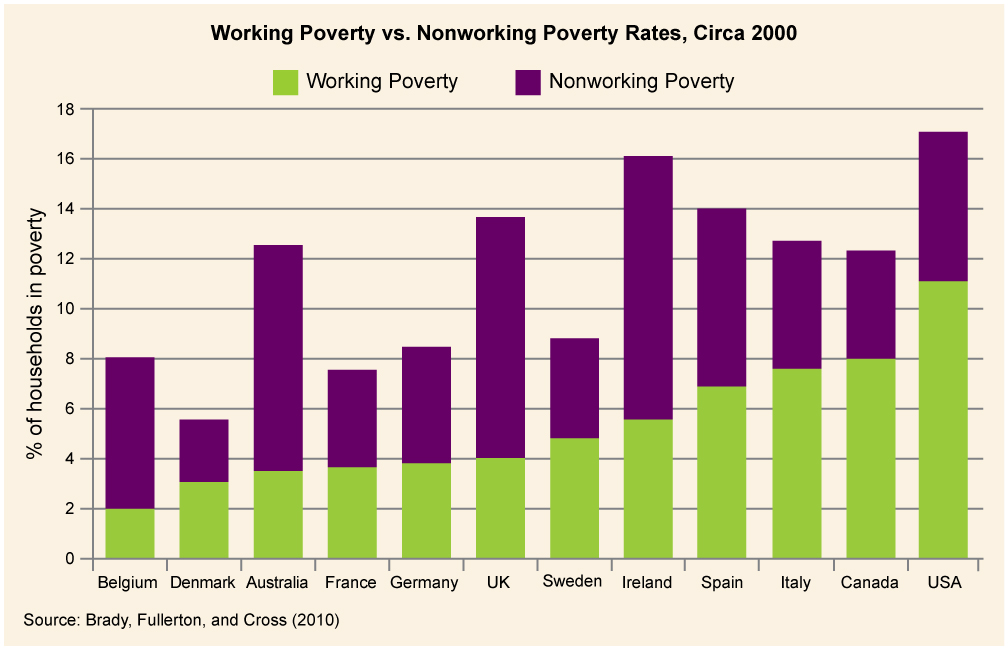 Working Poverty vs. Nonworking Poverty Rates, Circa 2000
Working Poverty
Nonworking Poverty
% of households in poverty
18
16
14
12
10
8
6
4
2
0
Belgium
Denmark
Australia
France
Germany
UK
Sweden
Ireland
Spain
Italy
Canada
USA
Source: Brady, Fullerton, and Cross (2010)